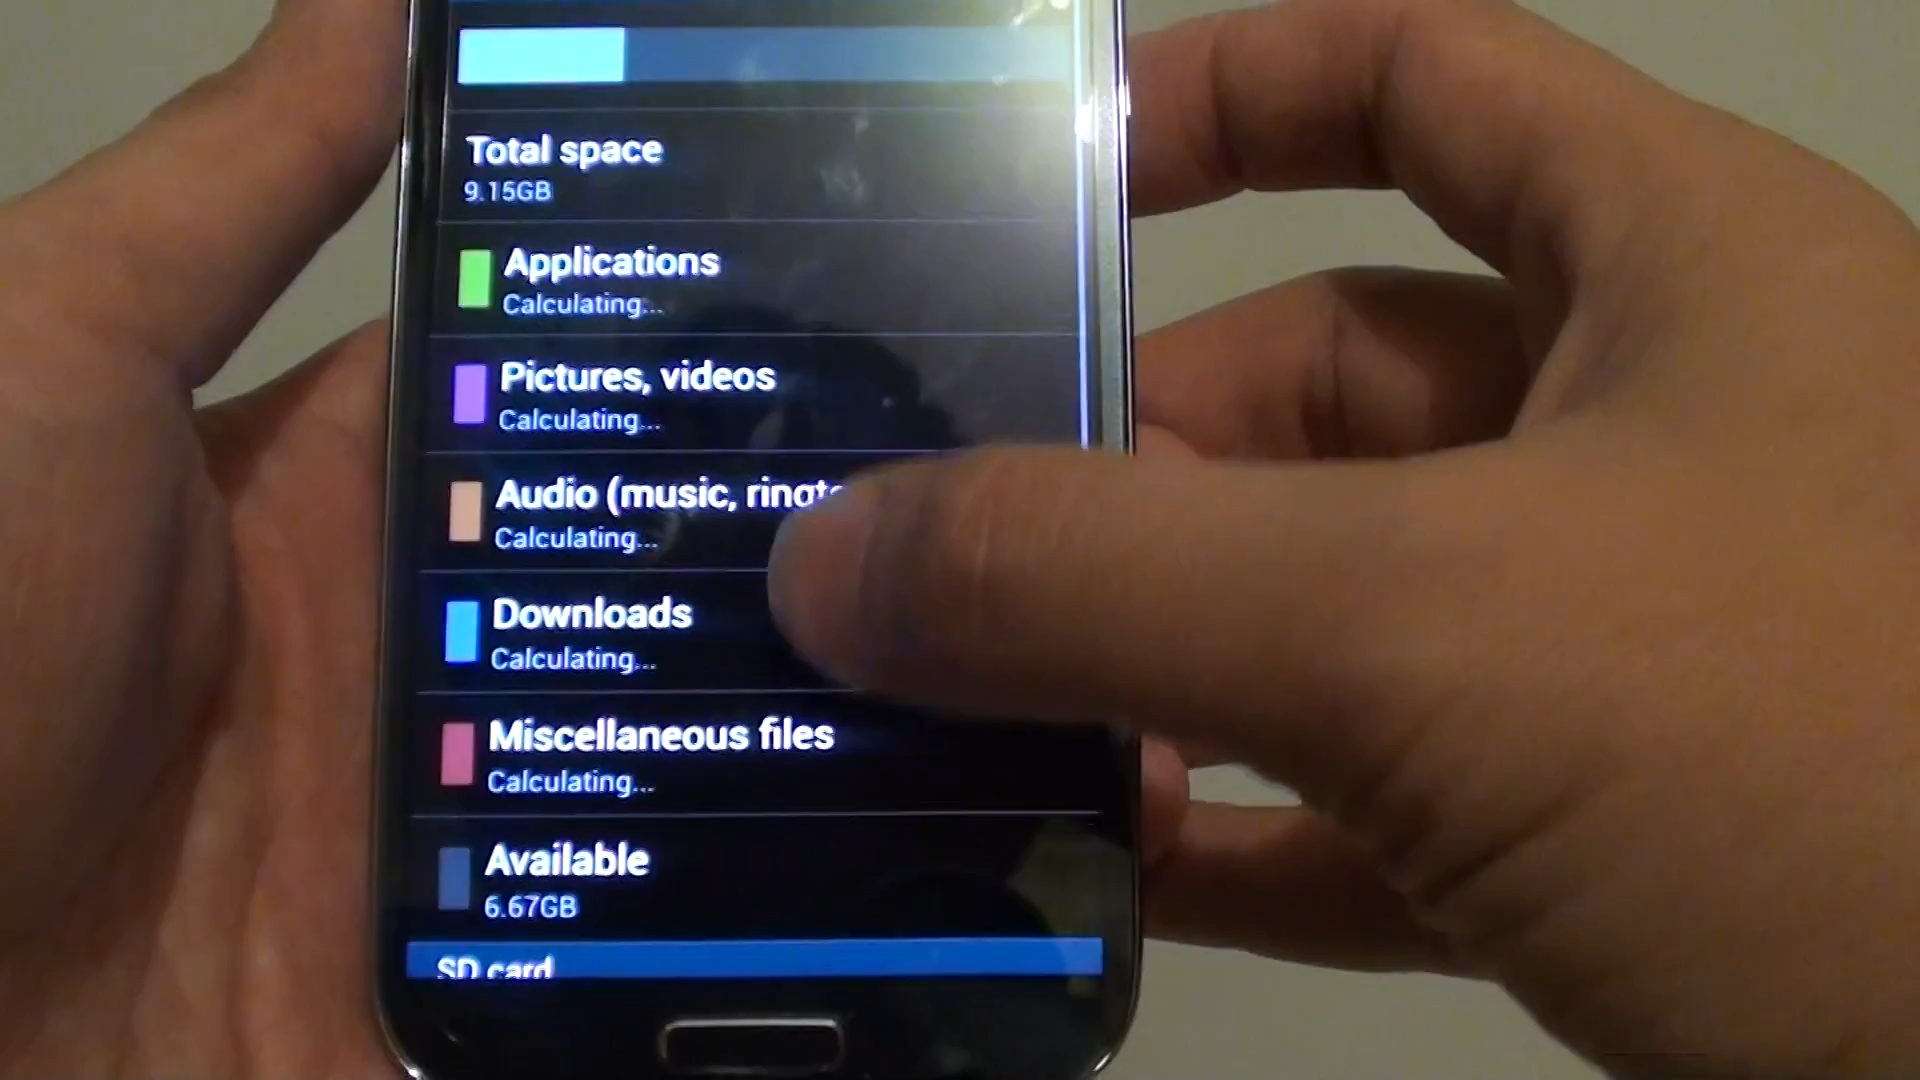 Total space
9.15GB
Applications
Calculating...
Pictures, videos
Calculating...
Audio (music,
Calculating...
Downloads
Calculating...
Miscellaneous files
Calculating...
Available
6.67GB
SD card